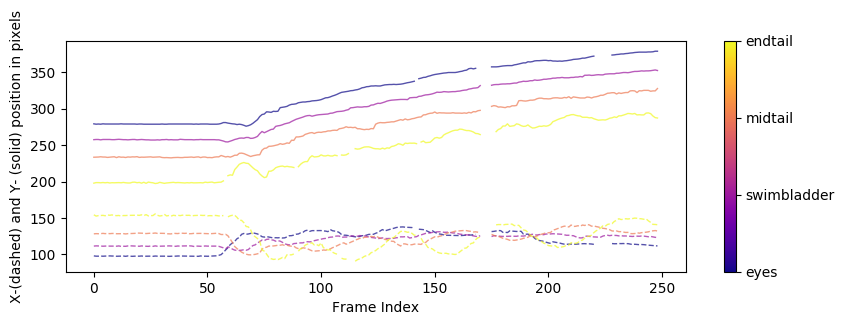 X-(dashed) and Y- (solid) position in pixels
350
300
250
200
150
100
0 50 100 150 200 250
Frame Index
endtail
midtail
swimbladder
eyes